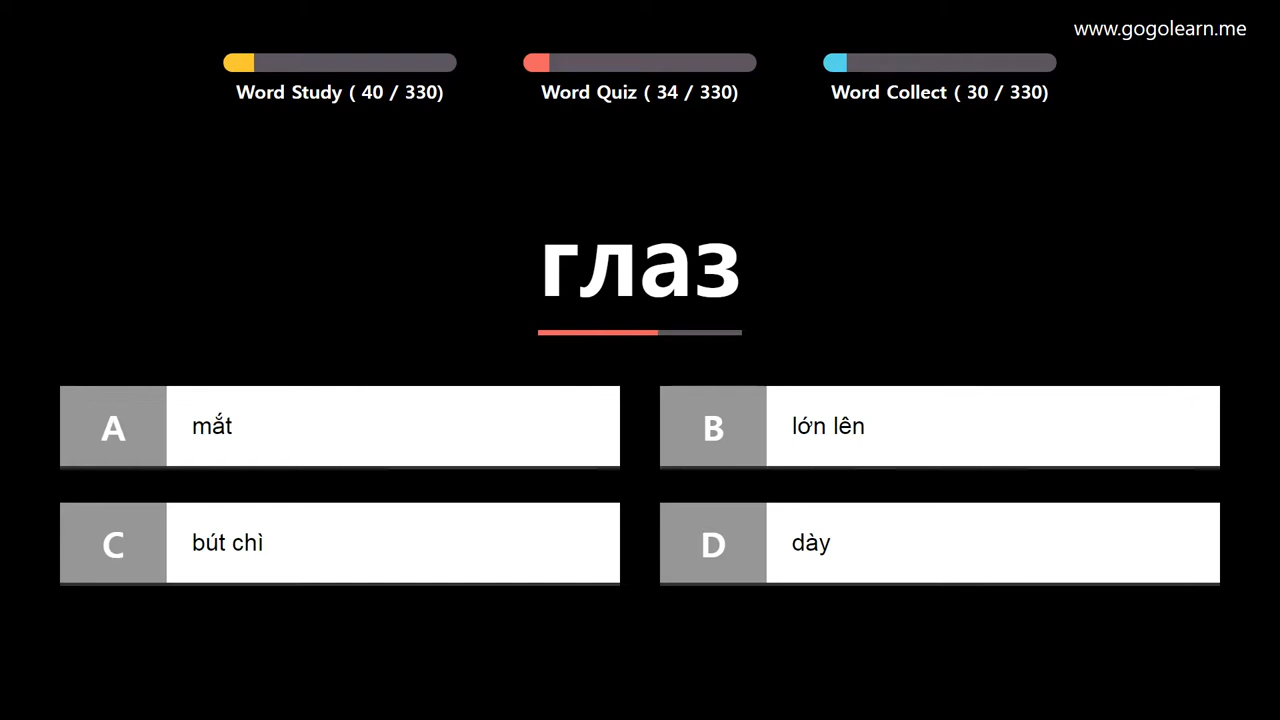 www.gogolearn.me
Word Study ( 40 / 330)
Word Quiz ( 34 / 330)
Word Collect ( 30 / 330)
глаз
A
mắt
B
lớn lên
C
bút chì
D
dày